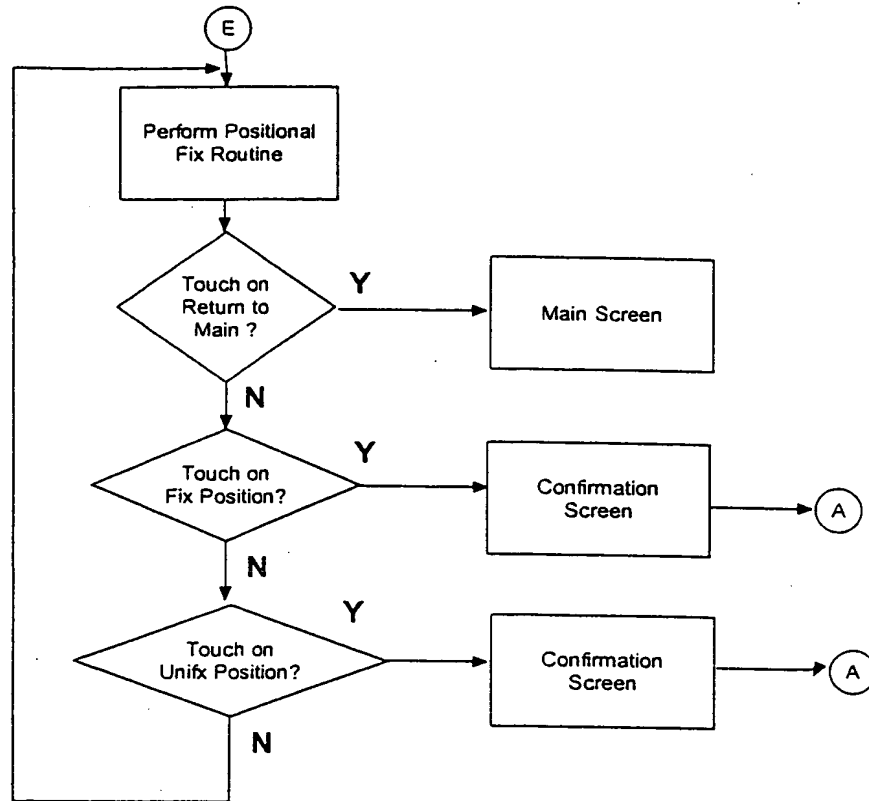 E
Perform Positional
Fix Routine
Touch on
Return to
Main ?
Y
Main Screen
N
Touch on
Fix Position?
Y
Confirmation
Screen
A
N
Touch on
Unifx Position?
Y
Confirmation
Screen
A
N